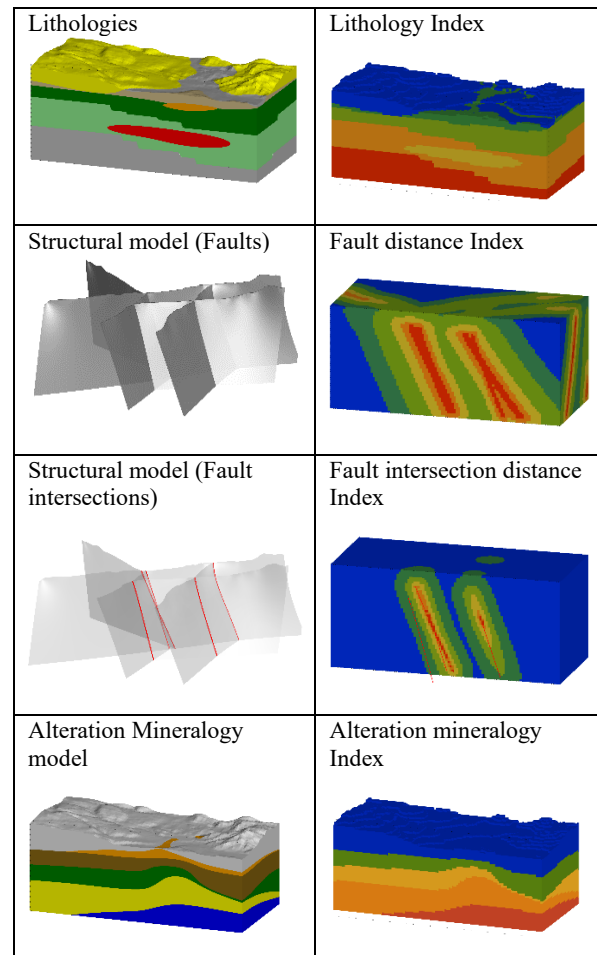 Lithologies
Lithology Index
Structural model (Faults)
Fault distance Index
Structural model (Fault
intersections)
Fault intersection distance
Index
Alteration Mineralogy
model
Alteration mineralogy
Index